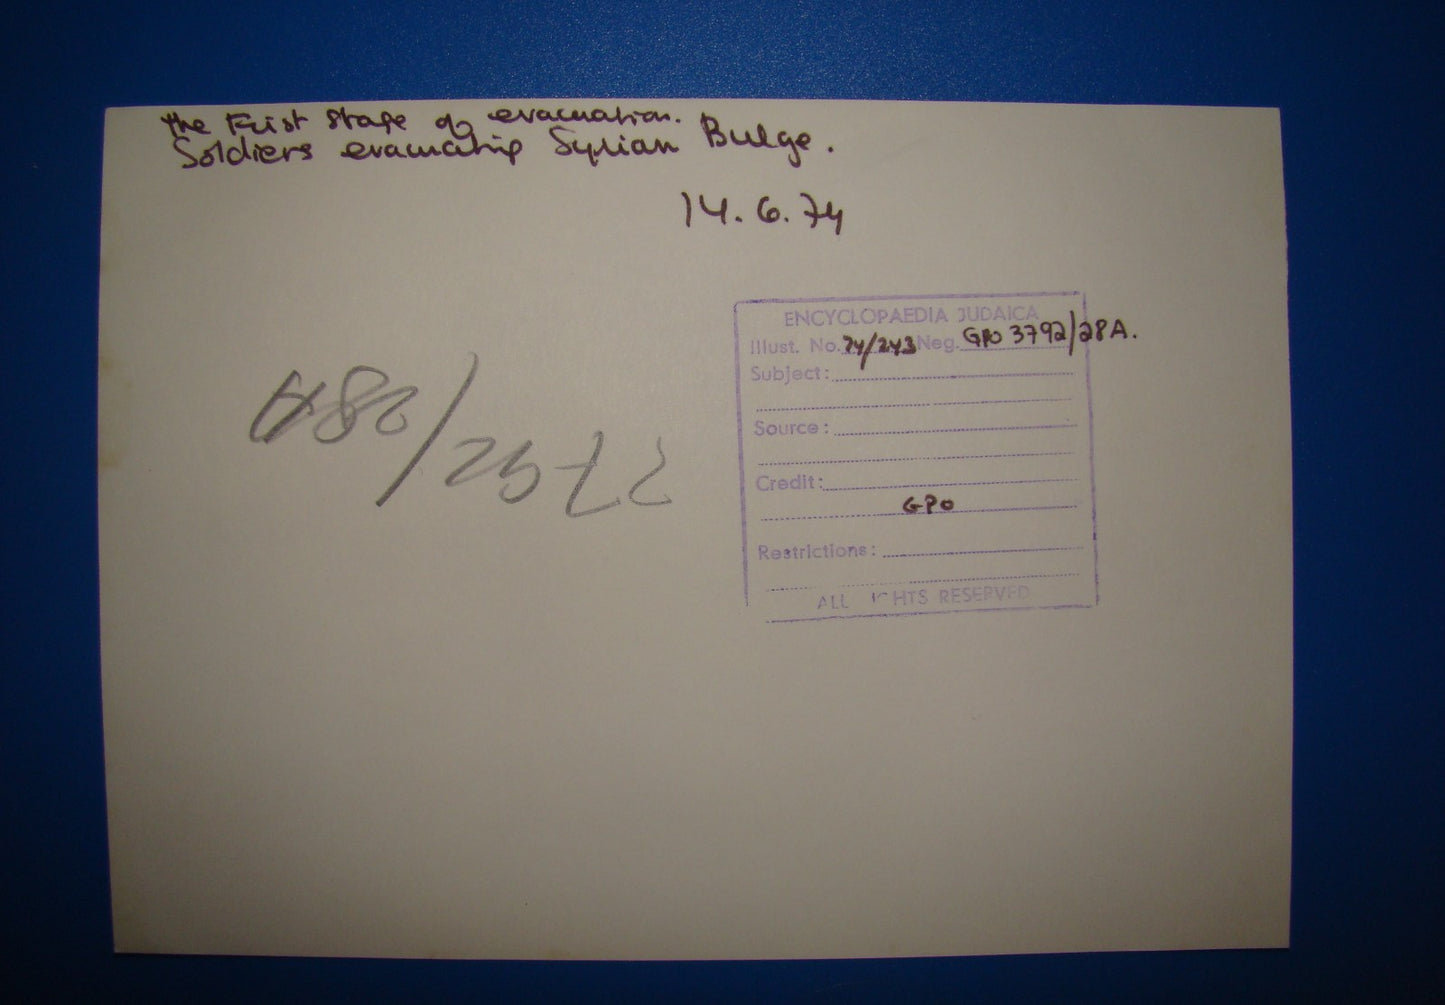 the First stage of evacuation.
Soldiers evacuating Syrian Bulge.
14.6.74
ENCYCLOPAEDIA JUDAICA
Illust. No. 74/243 Neg. GPO 3792/28A.
Subject:
Source:
Credit:
GPO
Restrictions:
ALL RIGHTS RESERVED
3792/28A